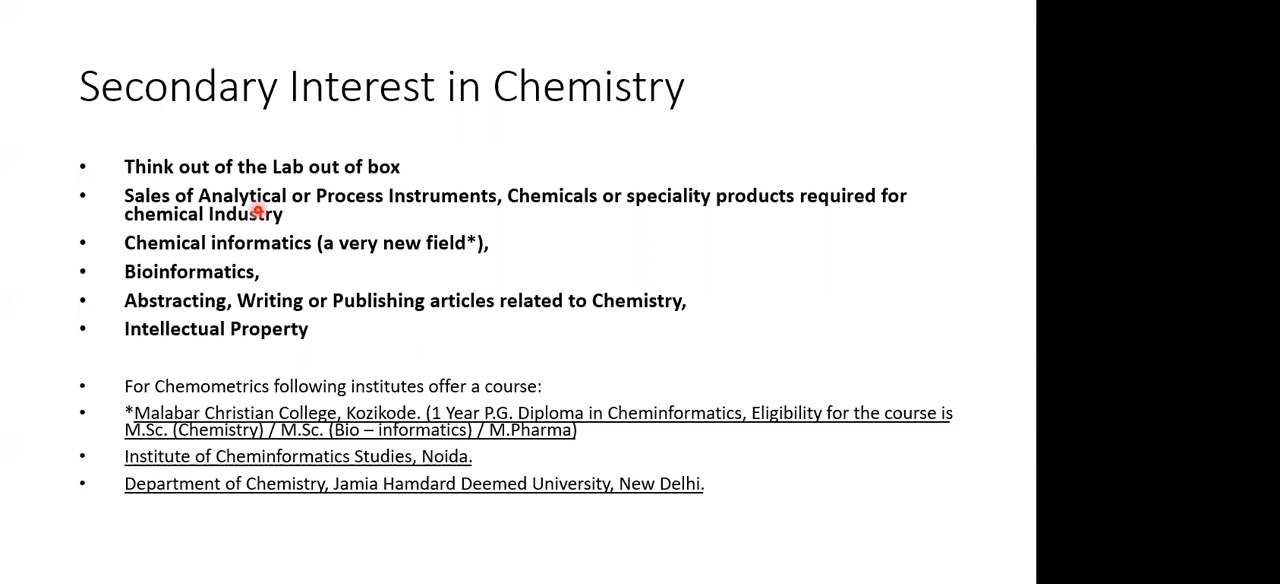 Secondary Interest in Chemistry
• Think out of the Lab out of box
• Sales of Analytical or Process Instruments, Chemicals or speciality products required for
chemical Industry
• Chemical informatics (a very new field*),
• Bioinformatics,
• Abstracting, Writing or Publishing articles related to Chemistry,
• Intellectual Property
• For Chemometrics following institutes offer a course:
• *Malabar Christian College, Kozikode. (1 Year P.G. Diploma in Cheminformatics, Eligibility for the course is
M.Sc. (Chemistry) / M.Sc. (Bio – informatics) / M.Pharma)
• Institute of Cheminformatics Studies, Noida.
• Department of Chemistry, Jamia Hamdard Deemed University, New Delhi.